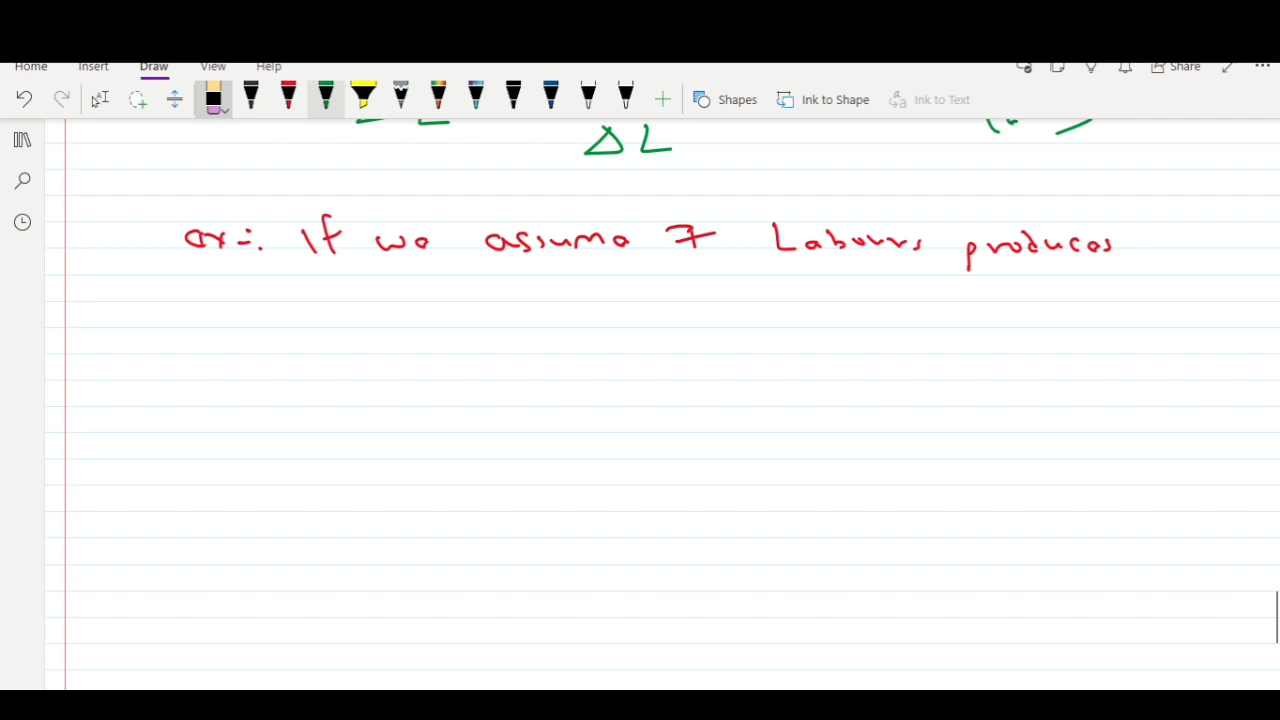 Home Insert Draw View Help Share
Shapes Ink to Shape Ink to Text
Δ L
ex:- If we assume 7 Labours produces